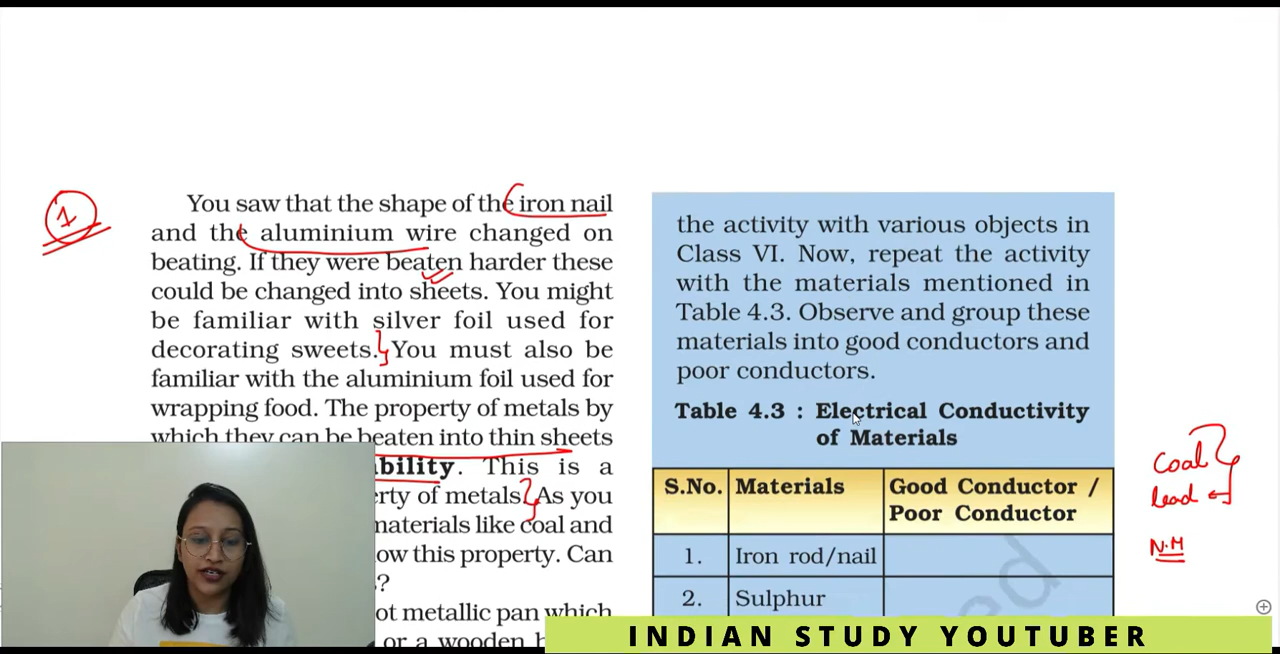 1
You saw that the shape of the iron nail
and the aluminium wire changed on
beating. If they were beaten harder these
could be changed into sheets. You might
be familiar with silver foil used for
decorating sweets. You must also be
familiar with the aluminium foil used for
wrapping food. The property of metals by
which they can be beaten into thin sheets
bility. This is a
rty of metals. As you
materials like coal and
ow this property. Can
?
ot metallic pan which
or a wooden
the activity with various objects in
Class VI. Now, repeat the activity
with the materials mentioned in
Table 4.3. Observe and group these
materials into good conductors and
poor conductors.
Table 4.3 : Electrical Conductivity
of Materials
S.No. Materials Good Conductor /
Poor Conductor
1. Iron rod/nail
2. Sulphur
ed
Coal
lead
N.M
INDIAN STUDY YOUTUBER